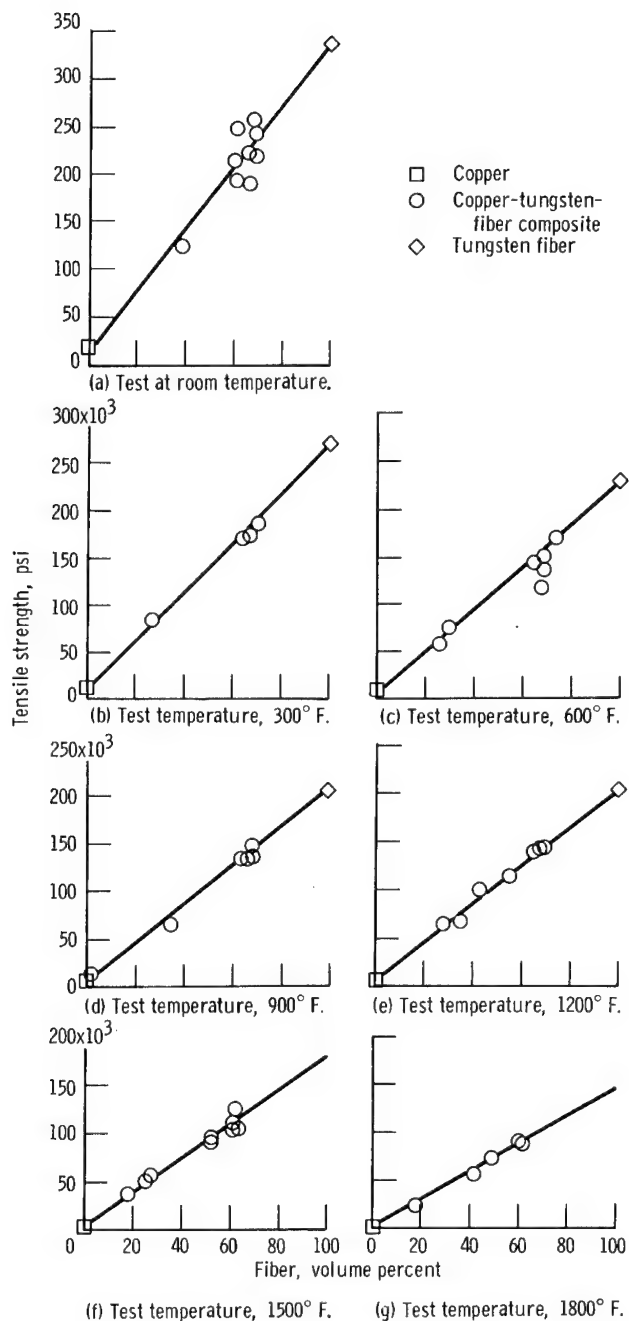 350
300
250
200
150
100
50
0
Copper
Copper-tungsten-
fiber composite
Tungsten fiber
(a) Test at room temperature.
Tensile strength, psi
300x10³
250
200
150
100
50
0
(b) Test temperature, 300° F.
(c) Test temperature, 600° F.
250x10³
200
150
100
50
0
(d) Test temperature, 900° F.
(e) Test temperature, 1200° F.
200x10³
150
100
50
0 20 40 60 80 100
0 20 40 60 80 100
Fiber, volume percent
(f) Test temperature, 1500° F.
(g) Test temperature, 1800° F.